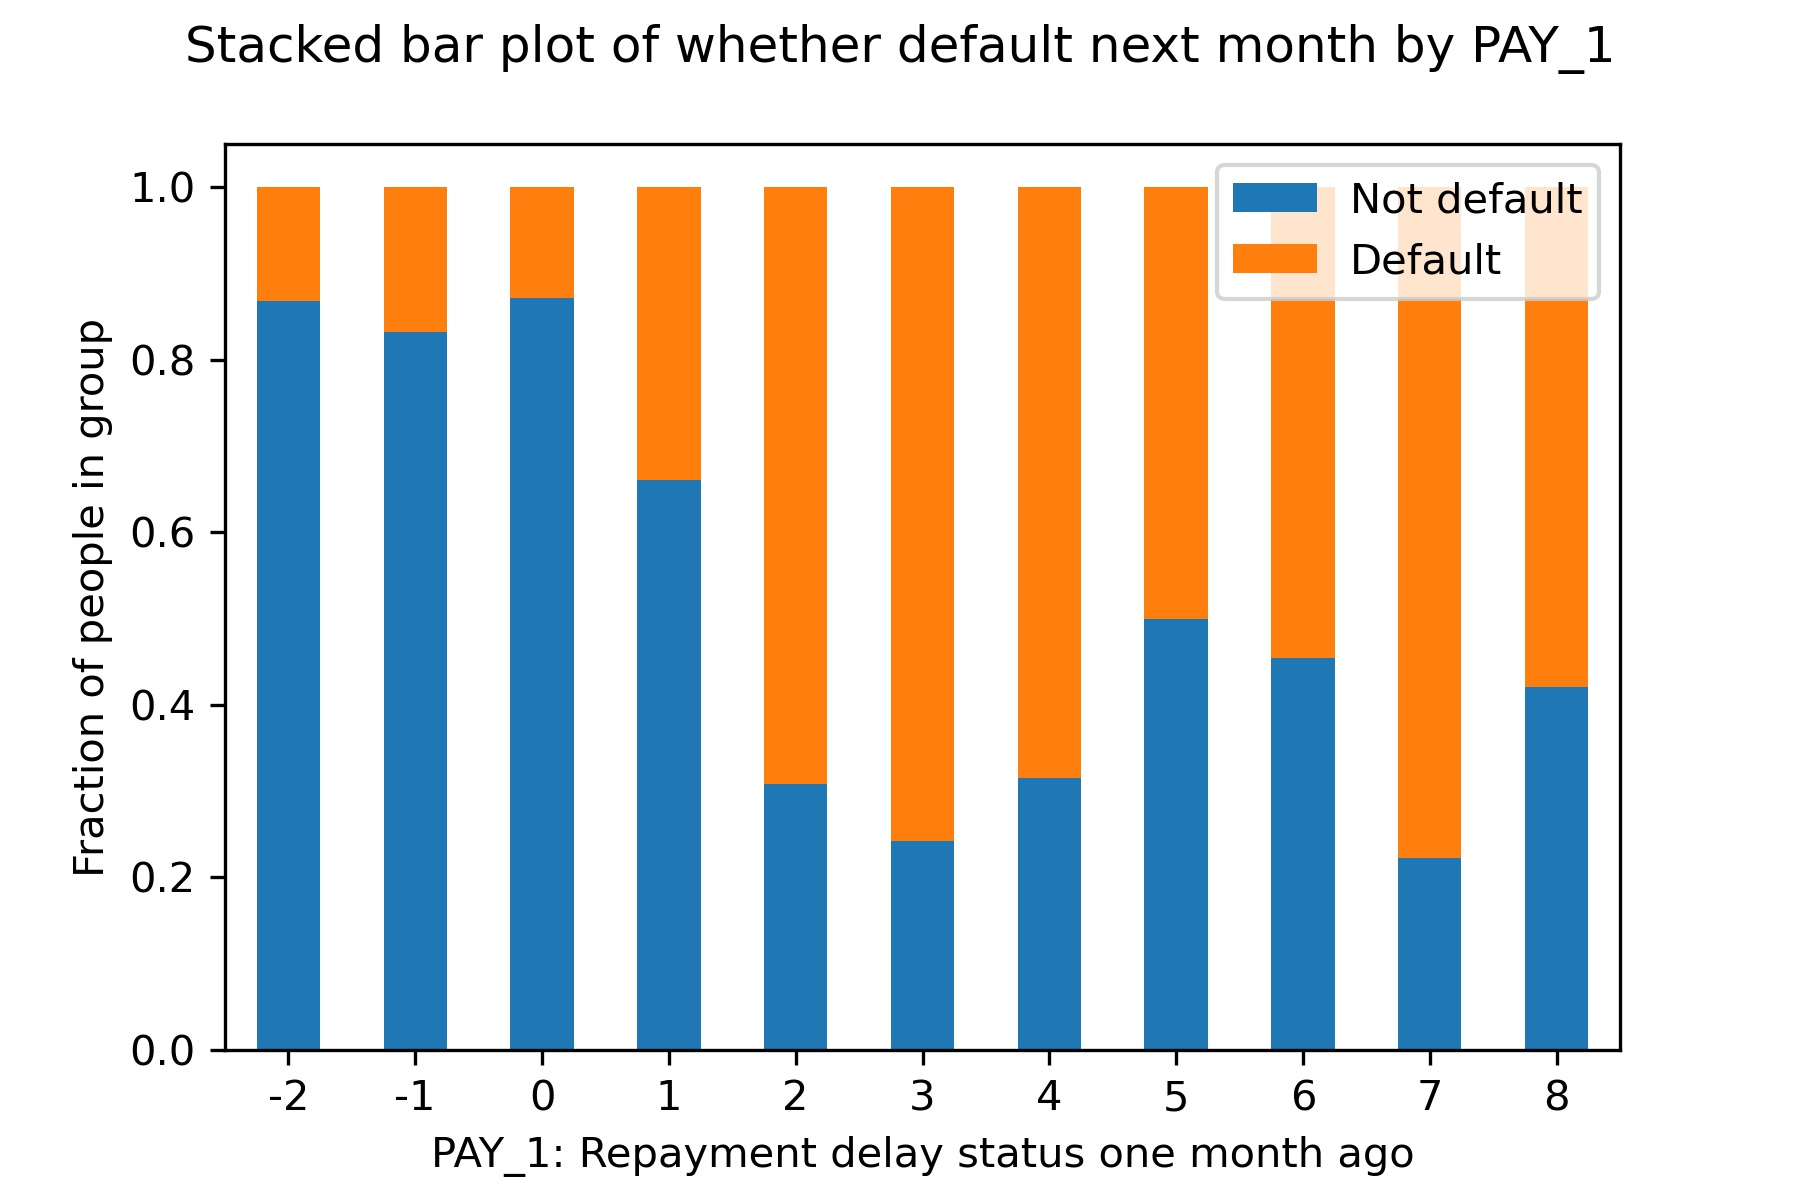 Stacked bar plot of whether default next month by PAY_1
Not default
Default
Fraction of people in group
1.0
0.8
0.6
0.4
0.2
0.0
-2 -1 0 1 2 3 4 5 6 7 8
PAY_1: Repayment delay status one month ago